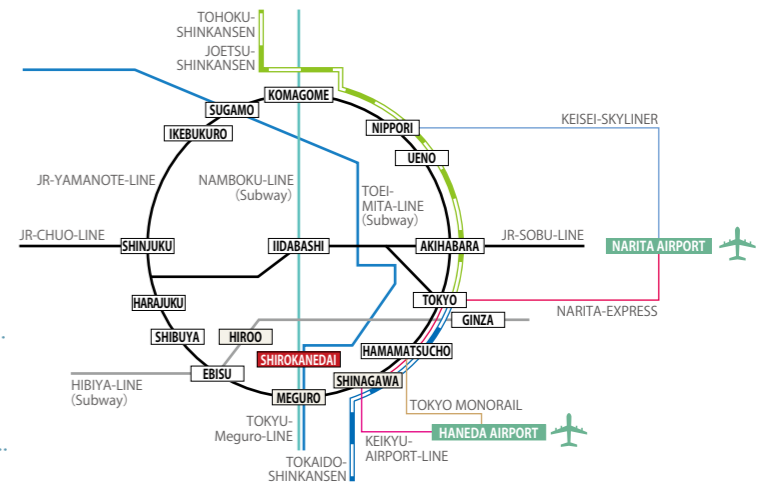 TOHOKU-
SHINKANSEN
JOETSU-
SHINKANSEN
KOMAGOME
SUGAMO
IKEBUKURO
NIPPORI
KEISEI-SKYLINER
UENO
JR-YAMANOTE-LINE
NAMBOKU-LINE
(Subway)
TOEI-
MITA-LINE
(Subway)
JR-CHUO-LINE
SHINJUKU
IIDABASHI
AKIHABARA
JR-SOBU-LINE
NARITA AIRPORT
HARAJUKU
TOKYO
NARITA-EXPRESS
GINZA
SHIBUYA
HIROO
HAMAMATSUCHO
SHIROKANEDAI
EBISU
SHINAGAWA
HIBIYA-LINE
(Subway)
MEGURO
TOKYO MONORAIL
TOKYU-
Meguro-LINE
HANEDA AIRPORT
KEIKYU-
AIRPORT-LINE
TOKAIDO-
SHINKANSEN